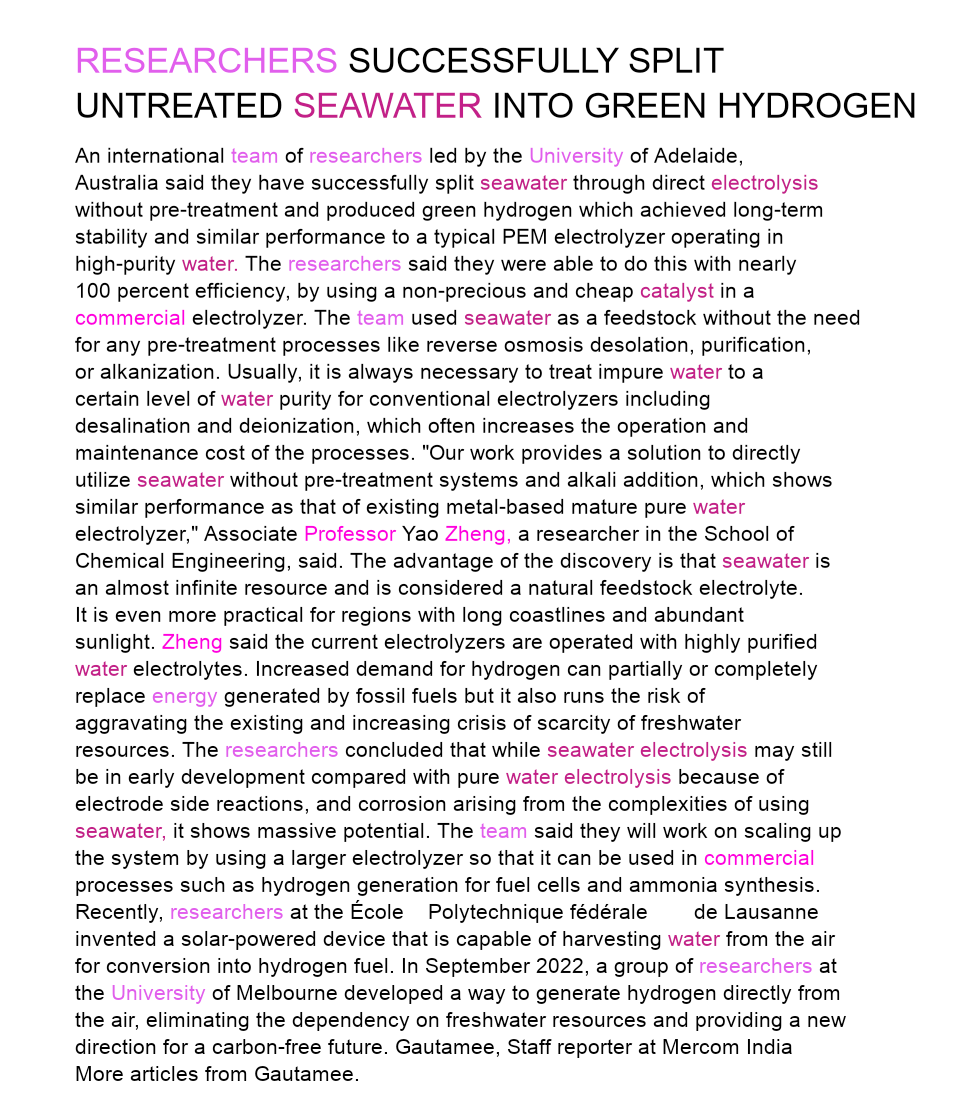 RESEARCHERS SUCCESSFULLY SPLIT
UNTREATED SEAWATER INTO GREEN HYDROGEN
An international team of researchers led by the University of Adelaide,
Australia said they have successfully split seawater through direct electrolysis
without pre-treatment and produced green hydrogen which achieved long-term
stability and similar performance to a typical PEM electrolyzer operating in
high-purity water. The researchers said they were able to do this with nearly
100 percent efficiency, by using a non-precious and cheap catalyst in a
commercial electrolyzer. The team used seawater as a feedstock without the need
for any pre-treatment processes like reverse osmosis desolation, purification,
or alkanization. Usually, it is always necessary to treat impure water to a
certain level of water purity for conventional electrolyzers including
desalination and deionization, which often increases the operation and
maintenance cost of the processes. "Our work provides a solution to directly
utilize seawater without pre-treatment systems and alkali addition, which shows
similar performance as that of existing metal-based mature pure water
electrolyzer," Associate Professor Yao Zheng, a researcher in the School of
Chemical Engineering, said. The advantage of the discovery is that seawater is
an almost infinite resource and is considered a natural feedstock electrolyte.
It is even more practical for regions with long coastlines and abundant
sunlight. Zheng said the current electrolyzers are operated with highly purified
water electrolytes. Increased demand for hydrogen can partially or completely
replace energy generated by fossil fuels but it also runs the risk of
aggravating the existing and increasing crisis of scarcity of freshwater
resources. The researchers concluded that while seawater electrolysis may still
be in early development compared with pure water electrolysis because of
electrode side reactions, and corrosion arising from the complexities of using
seawater, it shows massive potential. The team said they will work on scaling up
the system by using a larger electrolyzer so that it can be used in commercial
processes such as hydrogen generation for fuel cells and ammonia synthesis.
Recently, researchers at the École Polytechnique fédérale de Lausanne
invented a solar-powered device that is capable of harvesting water from the air
for conversion into hydrogen fuel. In September 2022, a group of researchers at
the University of Melbourne developed a way to generate hydrogen directly from
the air, eliminating the dependency on freshwater resources and providing a new
direction for a carbon-free future. Gautamee, Staff reporter at Mercom India
More articles from Gautamee.